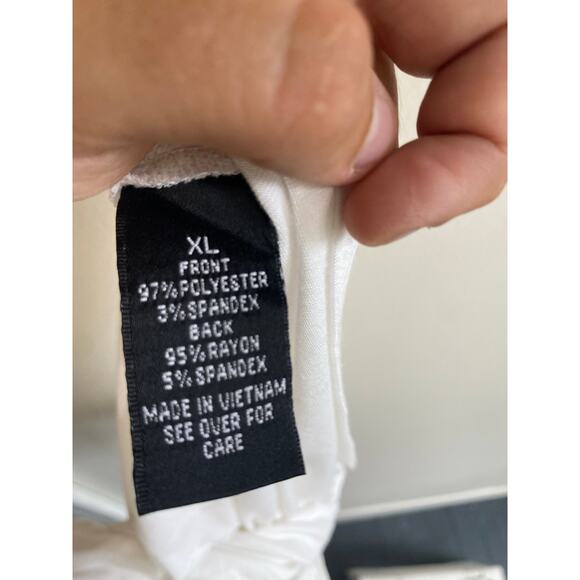 XL
FRONT
97% POLYESTER
3% SPANDEX
BACK
95% RAYON
5% SPANDEX
MADE IN VIETNAM
SEE OVER FOR
CARE